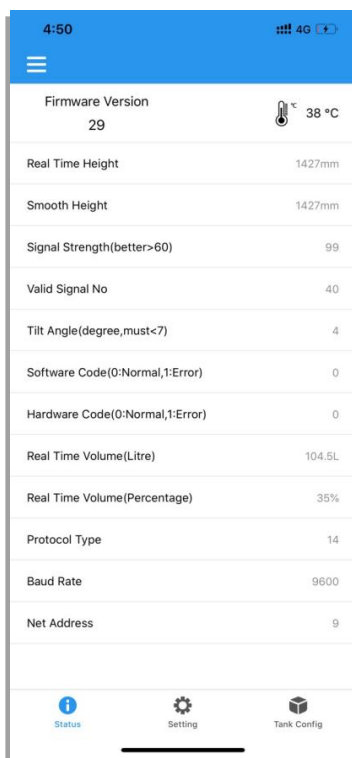 4:50
4G
Firmware Version
29
℃
38 °C
Real Time Height 1427mm
Smooth Height 1427mm
Signal Strength(better>60) 99
Valid Signal No 40
Tilt Angle(degree,must<7) 4
Software Code(0:Normal,1:Error) 0
Hardware Code(0:Normal,1:Error) 0
Real Time Volume(Litre) 104.5L
Real Time Volume(Percentage) 35%
Protocol Type 14
Baud Rate 9600
Net Address 9
Status
Setting
Tank Config